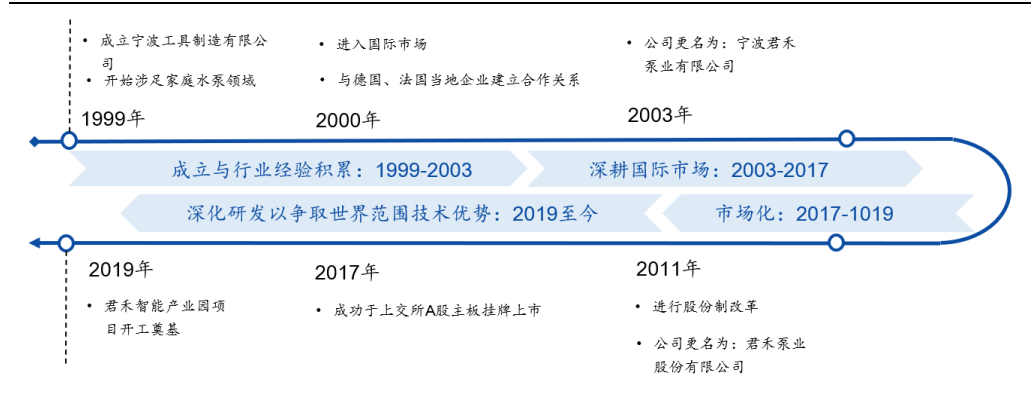 • 成立宁波工具制造有限公
司
• 开始涉足家庭水泵领域
1999年
• 进入国际市场
• 与德国、法国当地企业建立合作关系
2000年
• 公司更名为：宁波君禾
泵业有限公司
2003年
成立与行业经验积累：1999-2003
深耕国际市场：2003-2017
深化研发以争取世界范围技术优势：2019至今
市场化：2017-1019
2019年
• 君禾智能产业园项
目开工奠基
2017年
• 成功于上交所A股主板挂牌上市
2011年
• 进行股份制改革
• 公司更名为：君禾泵业
股份有限公司